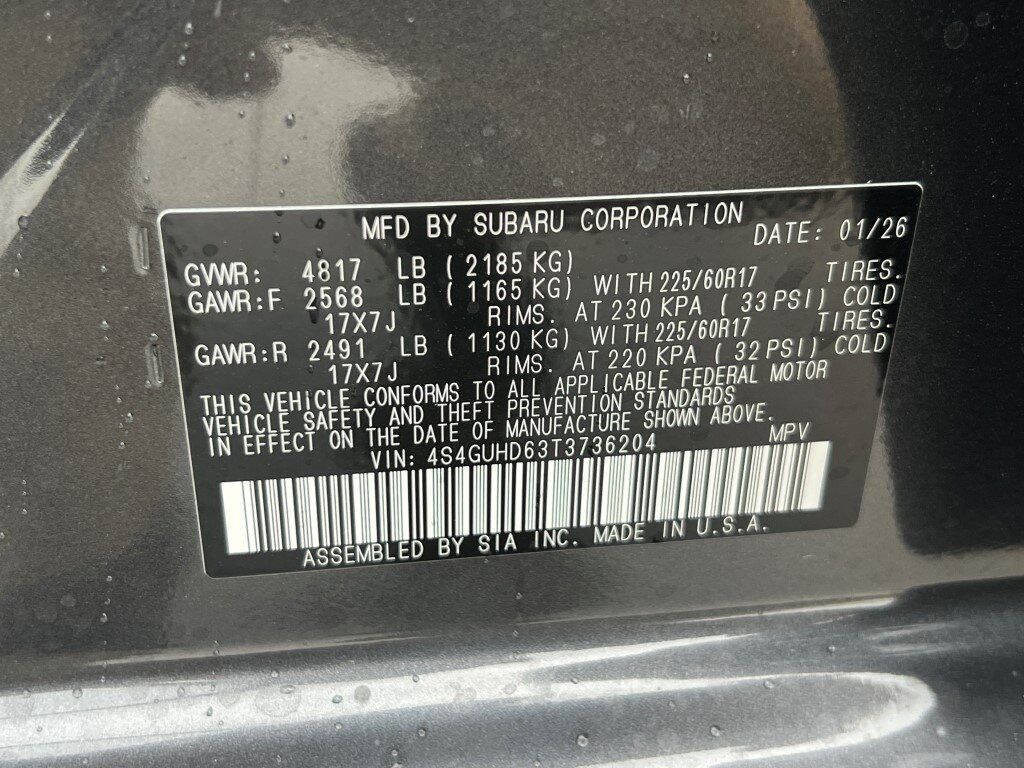 MFD BY SUBARU CORPORATION DATE: 01/26
GVWR: 4817 LB ( 2185 KG)
GAWR:F 2568 LB ( 1165 KG) WITH 225/60R17 TIRES.
17X7J RIMS. AT 230 KPA ( 33 PSI) COLD
GAWR:R 2491 LB ( 1130 KG) WITH 225/60R17 TIRES.
17X7J RIMS. AT 220 KPA ( 32 PSI) COLD
THIS VEHICLE CONFORMS TO ALL APPLICABLE FEDERAL MOTOR
VEHICLE SAFETY AND THEFT PREVENTION STANDARDS
IN EFFECT ON THE DATE OF MANUFACTURE SHOWN ABOVE.
VIN: 4S4GUHD63T3736204 MPV
ASSEMBLED BY SIA INC. MADE IN U.S.A.